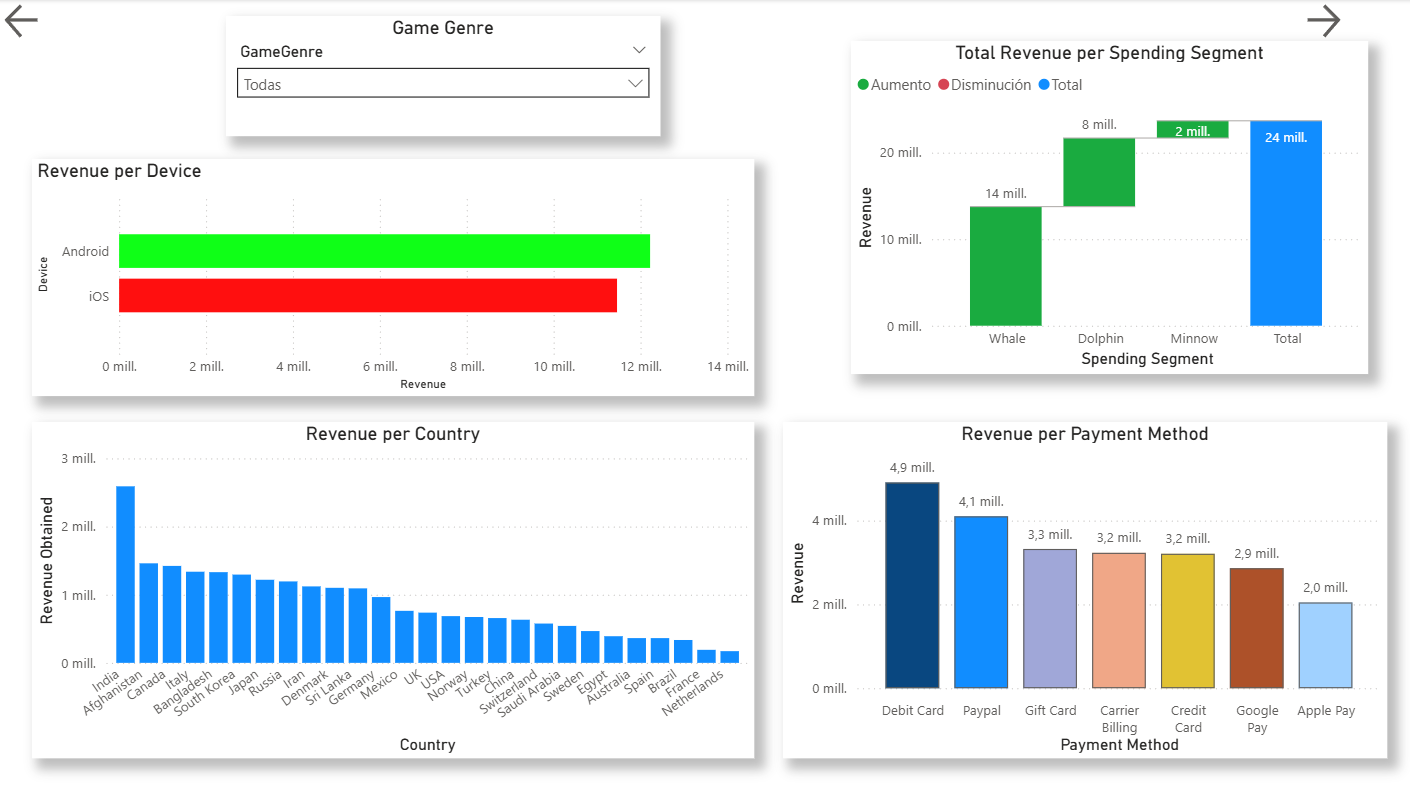 Game Genre
GameGenre
Todas
Total Revenue per Spending Segment
Aumento Disminución Total
Revenue
20 mill.
10 mill.
0 mill.
14 mill.
8 mill.
2 mill.
24 mill.
Whale Dolphin Minnow Total
Spending Segment
Revenue per Device
Device
Android
iOS
0 mill. 2 mill. 4 mill. 6 mill. 8 mill. 10 mill. 12 mill. 14 mill.
Revenue
Revenue per Country
Revenue Obtained
3 mill.
2 mill.
1 mill.
0 mill.
India
Afghanistan
Canada
Italy
Bangladesh
South Korea
Japan
Russia
Iran
Denmark
Sri Lanka
Germany
Mexico
UK
USA
Norway
Turkey
China
Switzerland
Saudi Arabia
Sweden
Egypt
Australia
Spain
Brazil
France
Netherlands
Country
Revenue per Payment Method
Revenue
4 mill.
2 mill.
0 mill.
4,9 mill.
4,1 mill.
3,3 mill.
3,2 mill.
3,2 mill.
2,9 mill.
2,0 mill.
Debit Card
Paypal
Gift Card
Carrier
Billing
Credit
Card
Google
Pay
Apple Pay
Payment Method